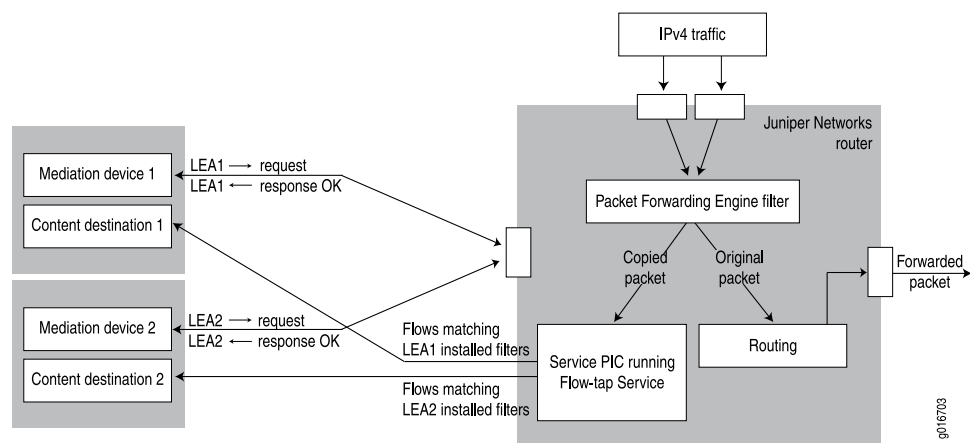 IPv4 traffic
Juniper Networks
router
Mediation device 1
LEA1 → request
LEA1 ← response OK
Content destination 1
Packet Forwarding Engine filter
Copied
packet
Original
packet
Forwarded
packet
Mediation device 2
LEA2 → request
LEA2 ← response OK
Content destination 2
Flows matching
LEA1 installed filters
Flows matching
LEA2 installed filters
Service PIC running
Flow-tap Service
Routing
g016703